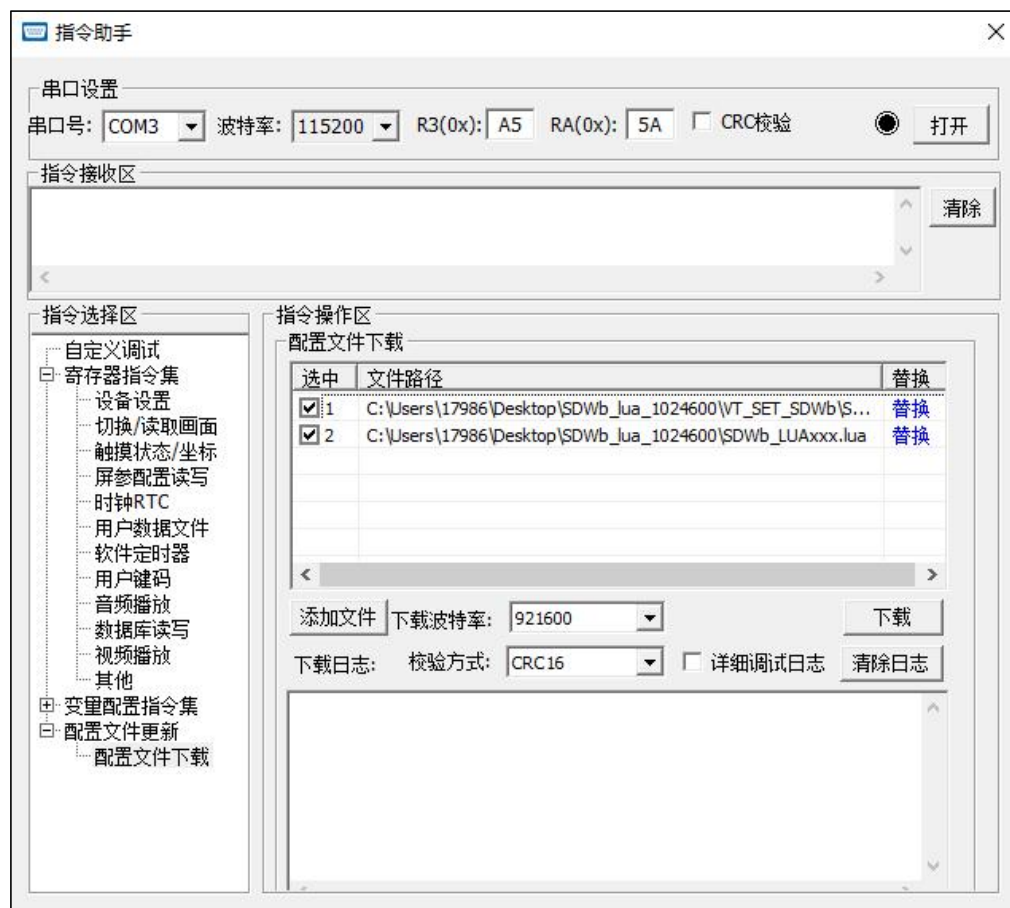 指令助手
串口设置
串口号: COM3 波特率: 115200 R3(0x): A5 RA(0x): 5A CRC校验 打开
指令接收区
清除
指令选择区
自定义调试
寄存器指令集
设备设置
切换/读取画面
触摸状态/坐标
屏参配置读写
时钟RTC
用户数据文件
软件定时器
用户键码
音频播放
数据库读写
视频播放
其他
变量配置指令集
配置文件更新
配置文件下载
指令操作区
配置文件下载
选中 文件路径 替换
1 C:\Users\17986\Desktop\SDWb_lua_1024600\VT_SET_SDWb\S... 替换
2 C:\Users\17986\Desktop\SDWb_lua_1024600\SDWb_LUAxxx.lua 替换
添加文件 下载波特率: 921600 下载
下载日志: 校验方式: CRC16 详细调试日志 清除日志